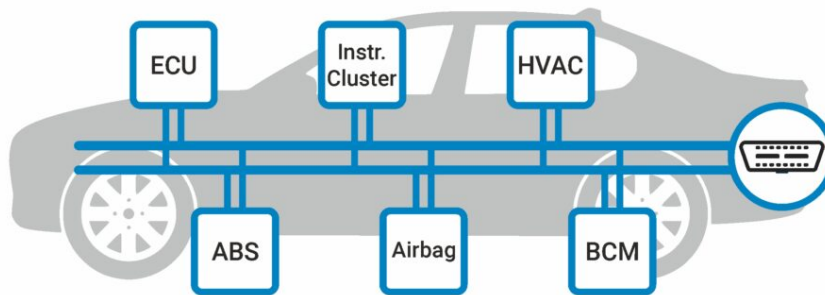 ECU
Instr.
Cluster
HVAC
ABS
Airbag
BCM